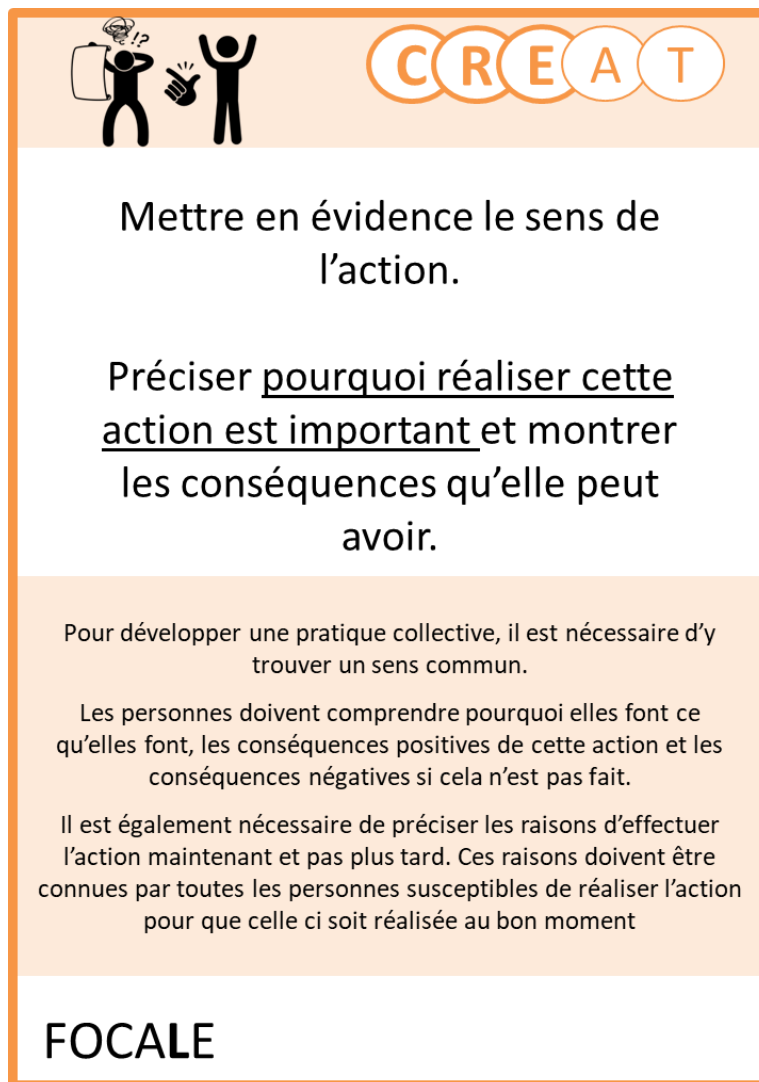 !?
CREAT
Mettre en évidence le sens de
l’action.
Préciser pourquoi réaliser cette
action est important et montrer
les conséquences qu’elle peut
avoir.
Pour développer une pratique collective, il est nécessaire d’y
trouver un sens commun.
Les personnes doivent comprendre pourquoi elles font ce
qu’elles font, les conséquences positives de cette action et les
conséquences négatives si cela n’est pas fait.
Il est également nécessaire de préciser les raisons d’effectuer
l’action maintenant et pas plus tard. Ces raisons doivent être
connues par toutes les personnes susceptibles de réaliser l’action
pour que celle ci soit réalisée au bon moment
FOCALE